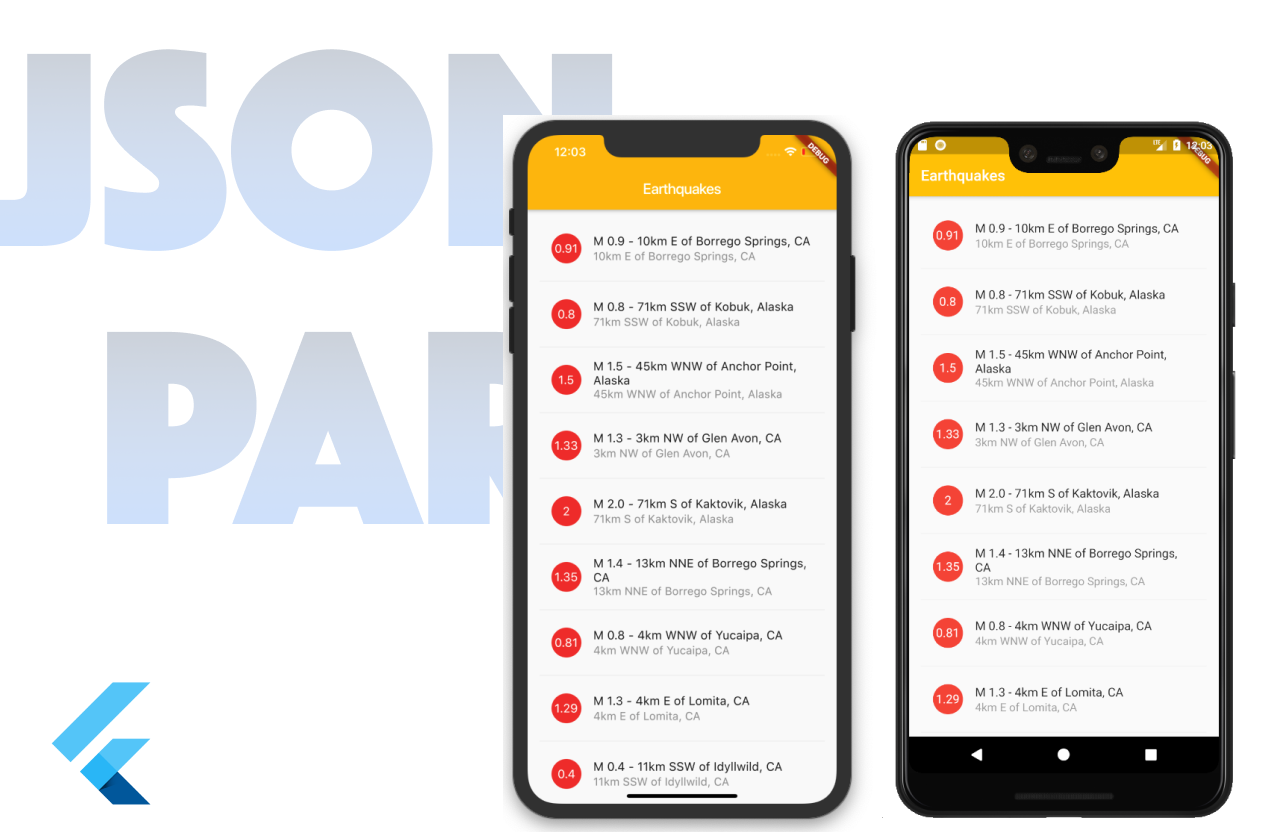 JSON
PAR
12:03
DEBUG
Earthquakes
0.91
M 0.9 - 10km E of Borrego Springs, CA
10km E of Borrego Springs, CA
0.8
M 0.8 - 71km SSW of Kobuk, Alaska
71km SSW of Kobuk, Alaska
1.5
M 1.5 - 45km WNW of Anchor Point,
Alaska
45km WNW of Anchor Point, Alaska
1.33
M 1.3 - 3km NW of Glen Avon, CA
3km NW of Glen Avon, CA
2
M 2.0 - 71km S of Kaktovik, Alaska
71km S of Kaktovik, Alaska
1.35
M 1.4 - 13km NNE of Borrego Springs,
CA
13km NNE of Borrego Springs, CA
0.81
M 0.8 - 4km WNW of Yucaipa, CA
4km WNW of Yucaipa, CA
1.29
M 1.3 - 4km E of Lomita, CA
4km E of Lomita, CA
0.4
M 0.4 - 11km SSW of Idyllwild, CA
11km SSW of Idyllwild, CA
LTE
12:03
DEBUG
Earthquakes
0.91
M 0.9 - 10km E of Borrego Springs, CA
10km E of Borrego Springs, CA
0.8
M 0.8 - 71km SSW of Kobuk, Alaska
71km SSW of Kobuk, Alaska
1.5
M 1.5 - 45km WNW of Anchor Point,
Alaska
45km WNW of Anchor Point, Alaska
1.33
M 1.3 - 3km NW of Glen Avon, CA
3km NW of Glen Avon, CA
2
M 2.0 - 71km S of Kaktovik, Alaska
71km S of Kaktovik, Alaska
1.35
M 1.4 - 13km NNE of Borrego Springs,
CA
13km NNE of Borrego Springs, CA
0.81
M 0.8 - 4km WNW of Yucaipa, CA
4km WNW of Yucaipa, CA
1.29
M 1.3 - 4km E of Lomita, CA
4km E of Lomita, CA